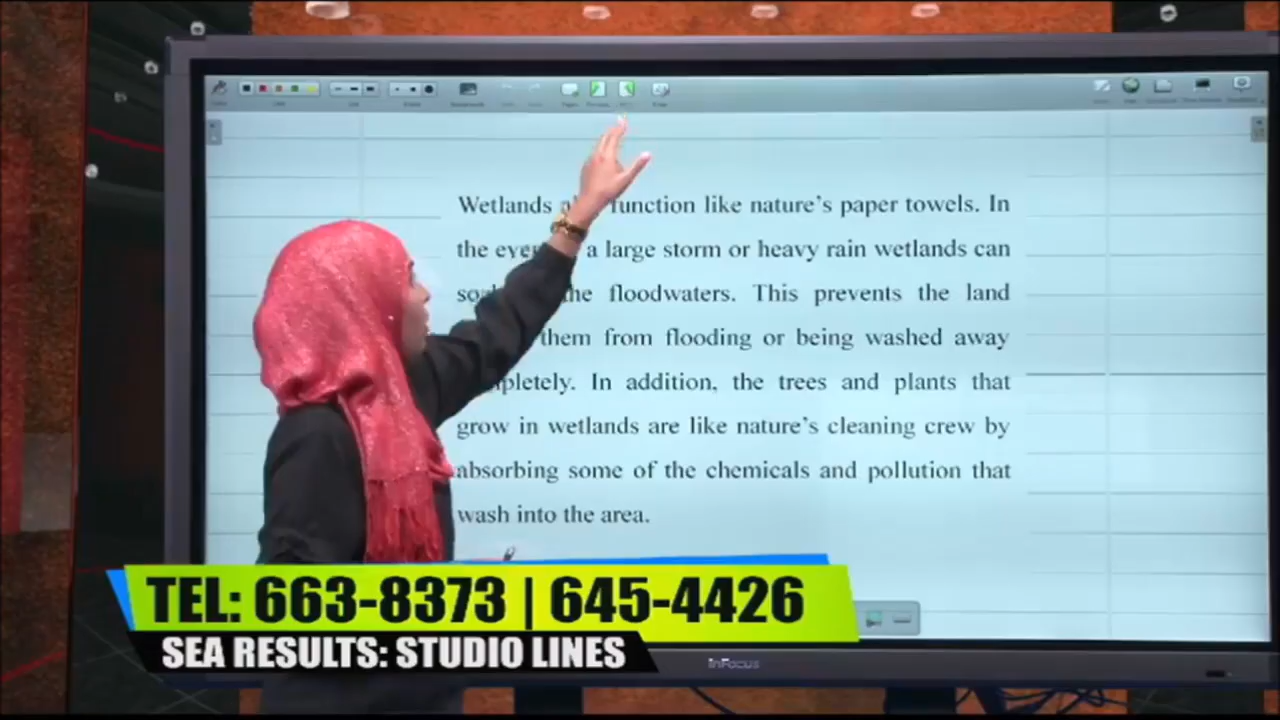 Wetlands function like nature's paper towels. In
the a large storm or heavy rain wetlands can
the floodwaters. This prevents the land
them from flooding or being washed away
In addition, the trees and plants that
grow in wetlands are like nature's cleaning crew by
absorbing some of the chemicals and pollution that
wash into the area.
TEL: 663-8373 | 645-4426
SEA RESULTS: STUDIO LINES
InFocus